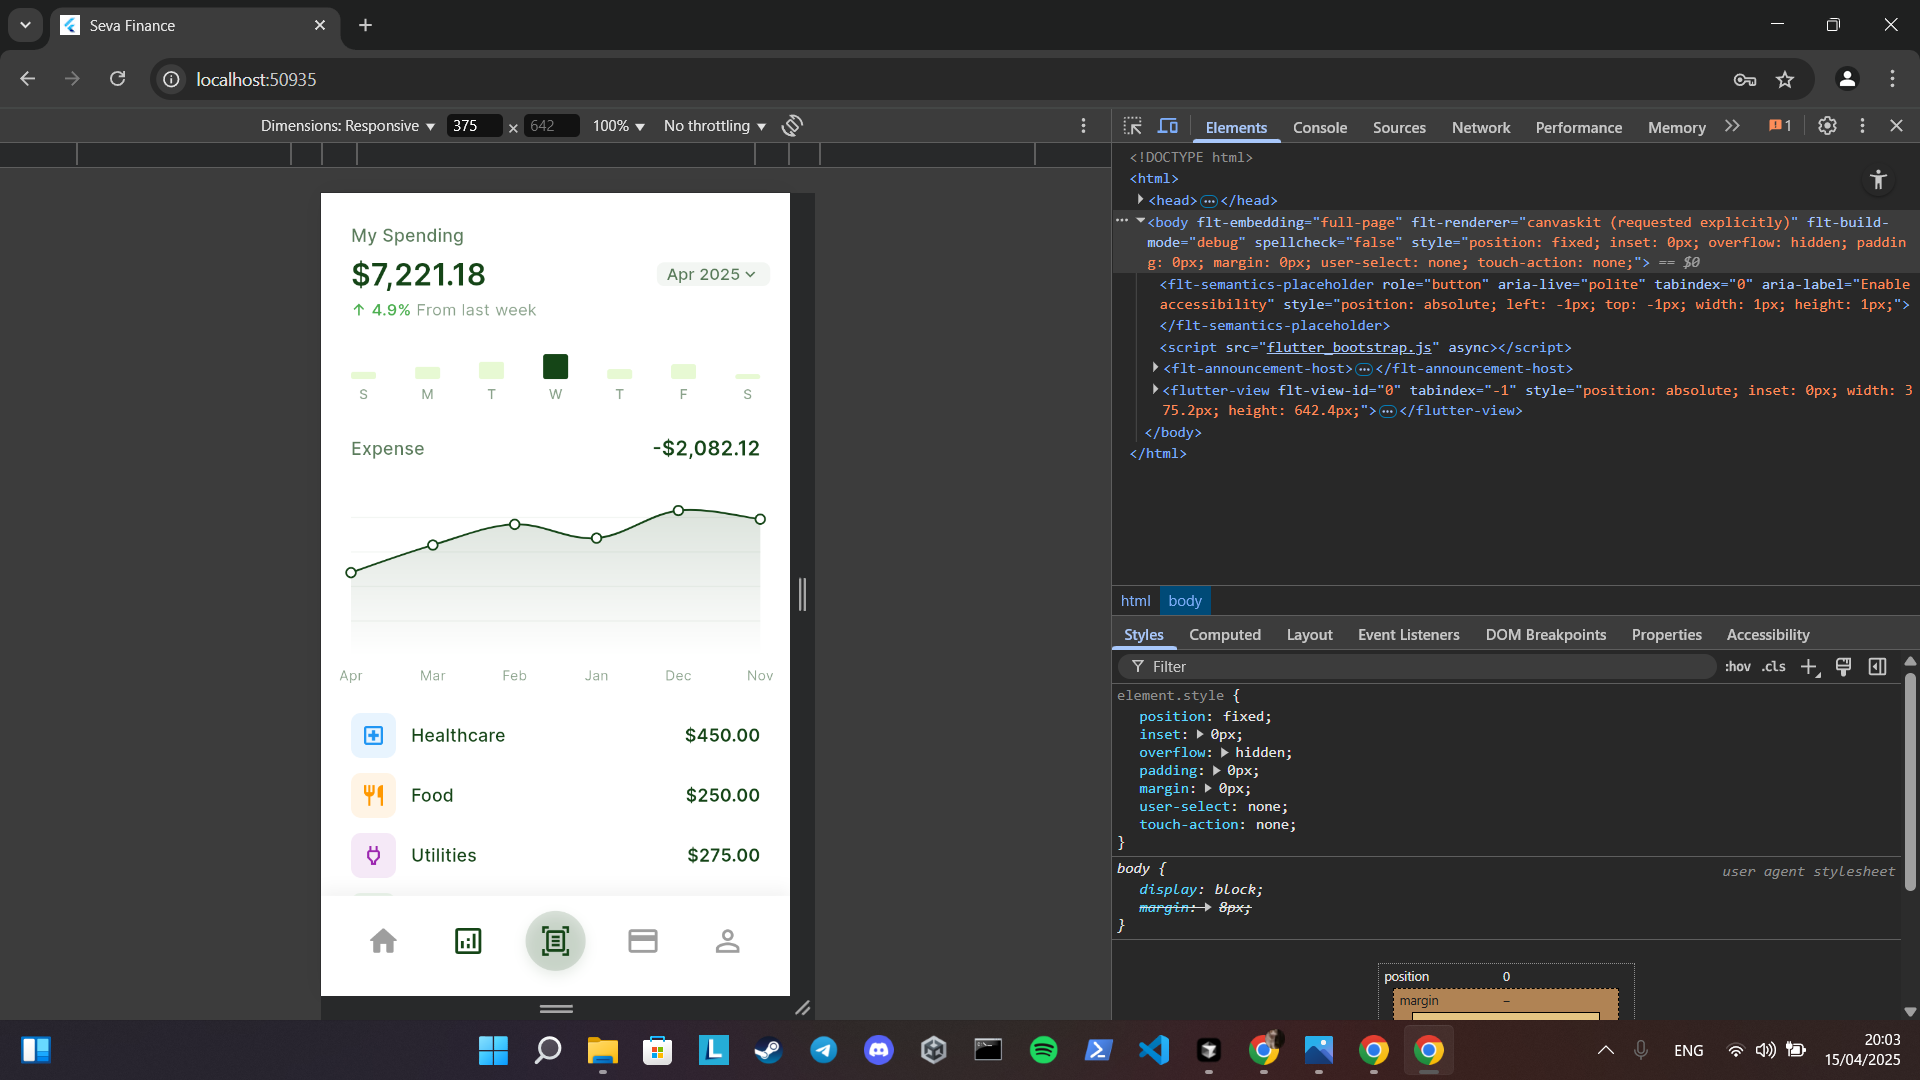 Seva Finance
localhost:50935
Dimensions: Responsive 375 × 642 100% No throttling
Elements Console Sources Network Performance Memory 1
My Spending
$7,221.18
Apr 2025
↑ 4.9% From last week
S M T W T F S
Expense -$2,082.12
Apr Mar Feb Jan Dec Nov
Healthcare $450.00
Food $250.00
Utilities $275.00
<!DOCTYPE html>
<html>
<head>…</head>
<body flt-embedding="full-page" flt-renderer="canvaskit (requested explicitly)" flt-build-
mode="debug" spellcheck="false" style="position: fixed; inset: 0px; overflow: hidden; paddin
g: 0px; margin: 0px; user-select: none; touch-action: none;"> == $0
<flt-semantics-placeholder role="button" aria-live="polite" tabindex="0" aria-label="Enable
accessibility" style="position: absolute; left: -1px; top: -1px; width: 1px; height: 1px;">
</flt-semantics-placeholder>
<script src="flutter_bootstrap.js" async></script>
<flt-announcement-host>…</flt-announcement-host>
<flutter-view flt-view-id="0" tabindex="-1" style="position: absolute; inset: 0px; width: 3
75.2px; height: 642.4px;">…</flutter-view>
</body>
</html>
html body
Styles Computed Layout Event Listeners DOM Breakpoints Properties Accessibility
Filter :hov .cls
element.style {
position: fixed;
inset: 0px;
overflow: hidden;
padding: 0px;
margin: 0px;
user-select: none;
touch-action: none;
}
body { user agent stylesheet
display: block;
margin: 8px;
}
position 0
margin –
ENG
20:03
15/04/2025